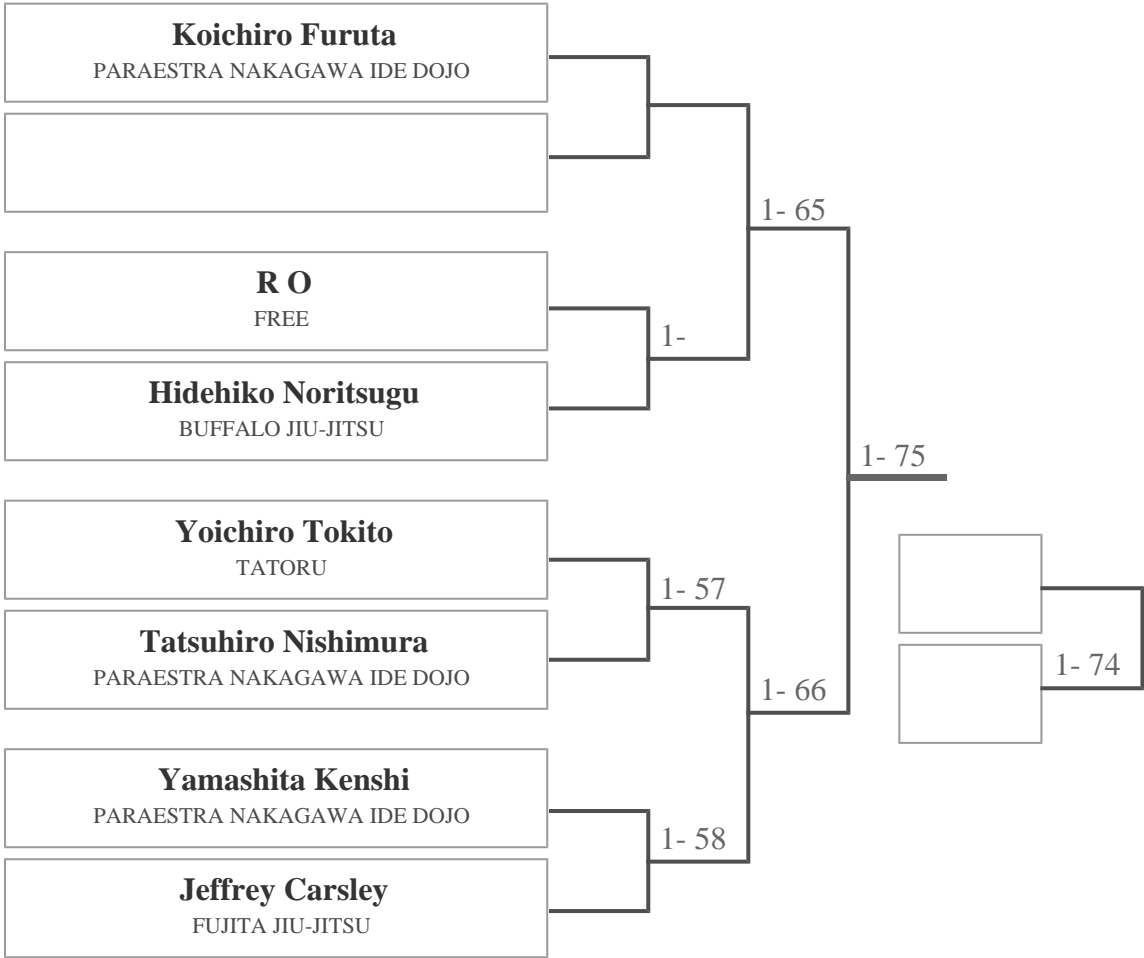 Koichiro Furuta
PARAESTRA NAKAGAWA IDE DOJO
1- 65
R O
FREE
1-
Hidehiko Noritsugu
BUFFALO JIU-JITSU
1- 75
Yoichiro Tokito
TATORU
1- 57
Tatsuhiro Nishimura
PARAESTRA NAKAGAWA IDE DOJO
1- 66
1- 74
Yamashita Kenshi
PARAESTRA NAKAGAWA IDE DOJO
1- 58
Jeffrey Carsley
FUJITA JIU-JITSU